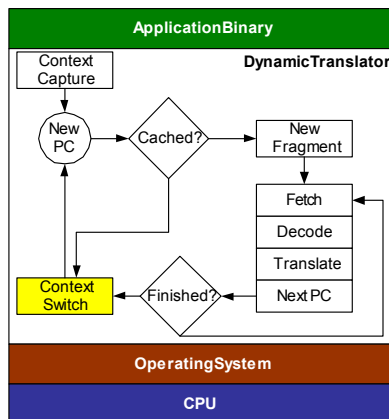 ApplicationBinary
Context
Capture
DynamicTranslator
New
PC
Cached?
New
Fragment
Fetch
Decode
Translate
Next PC
Finished?
Context
Switch
OperatingSystem
CPU